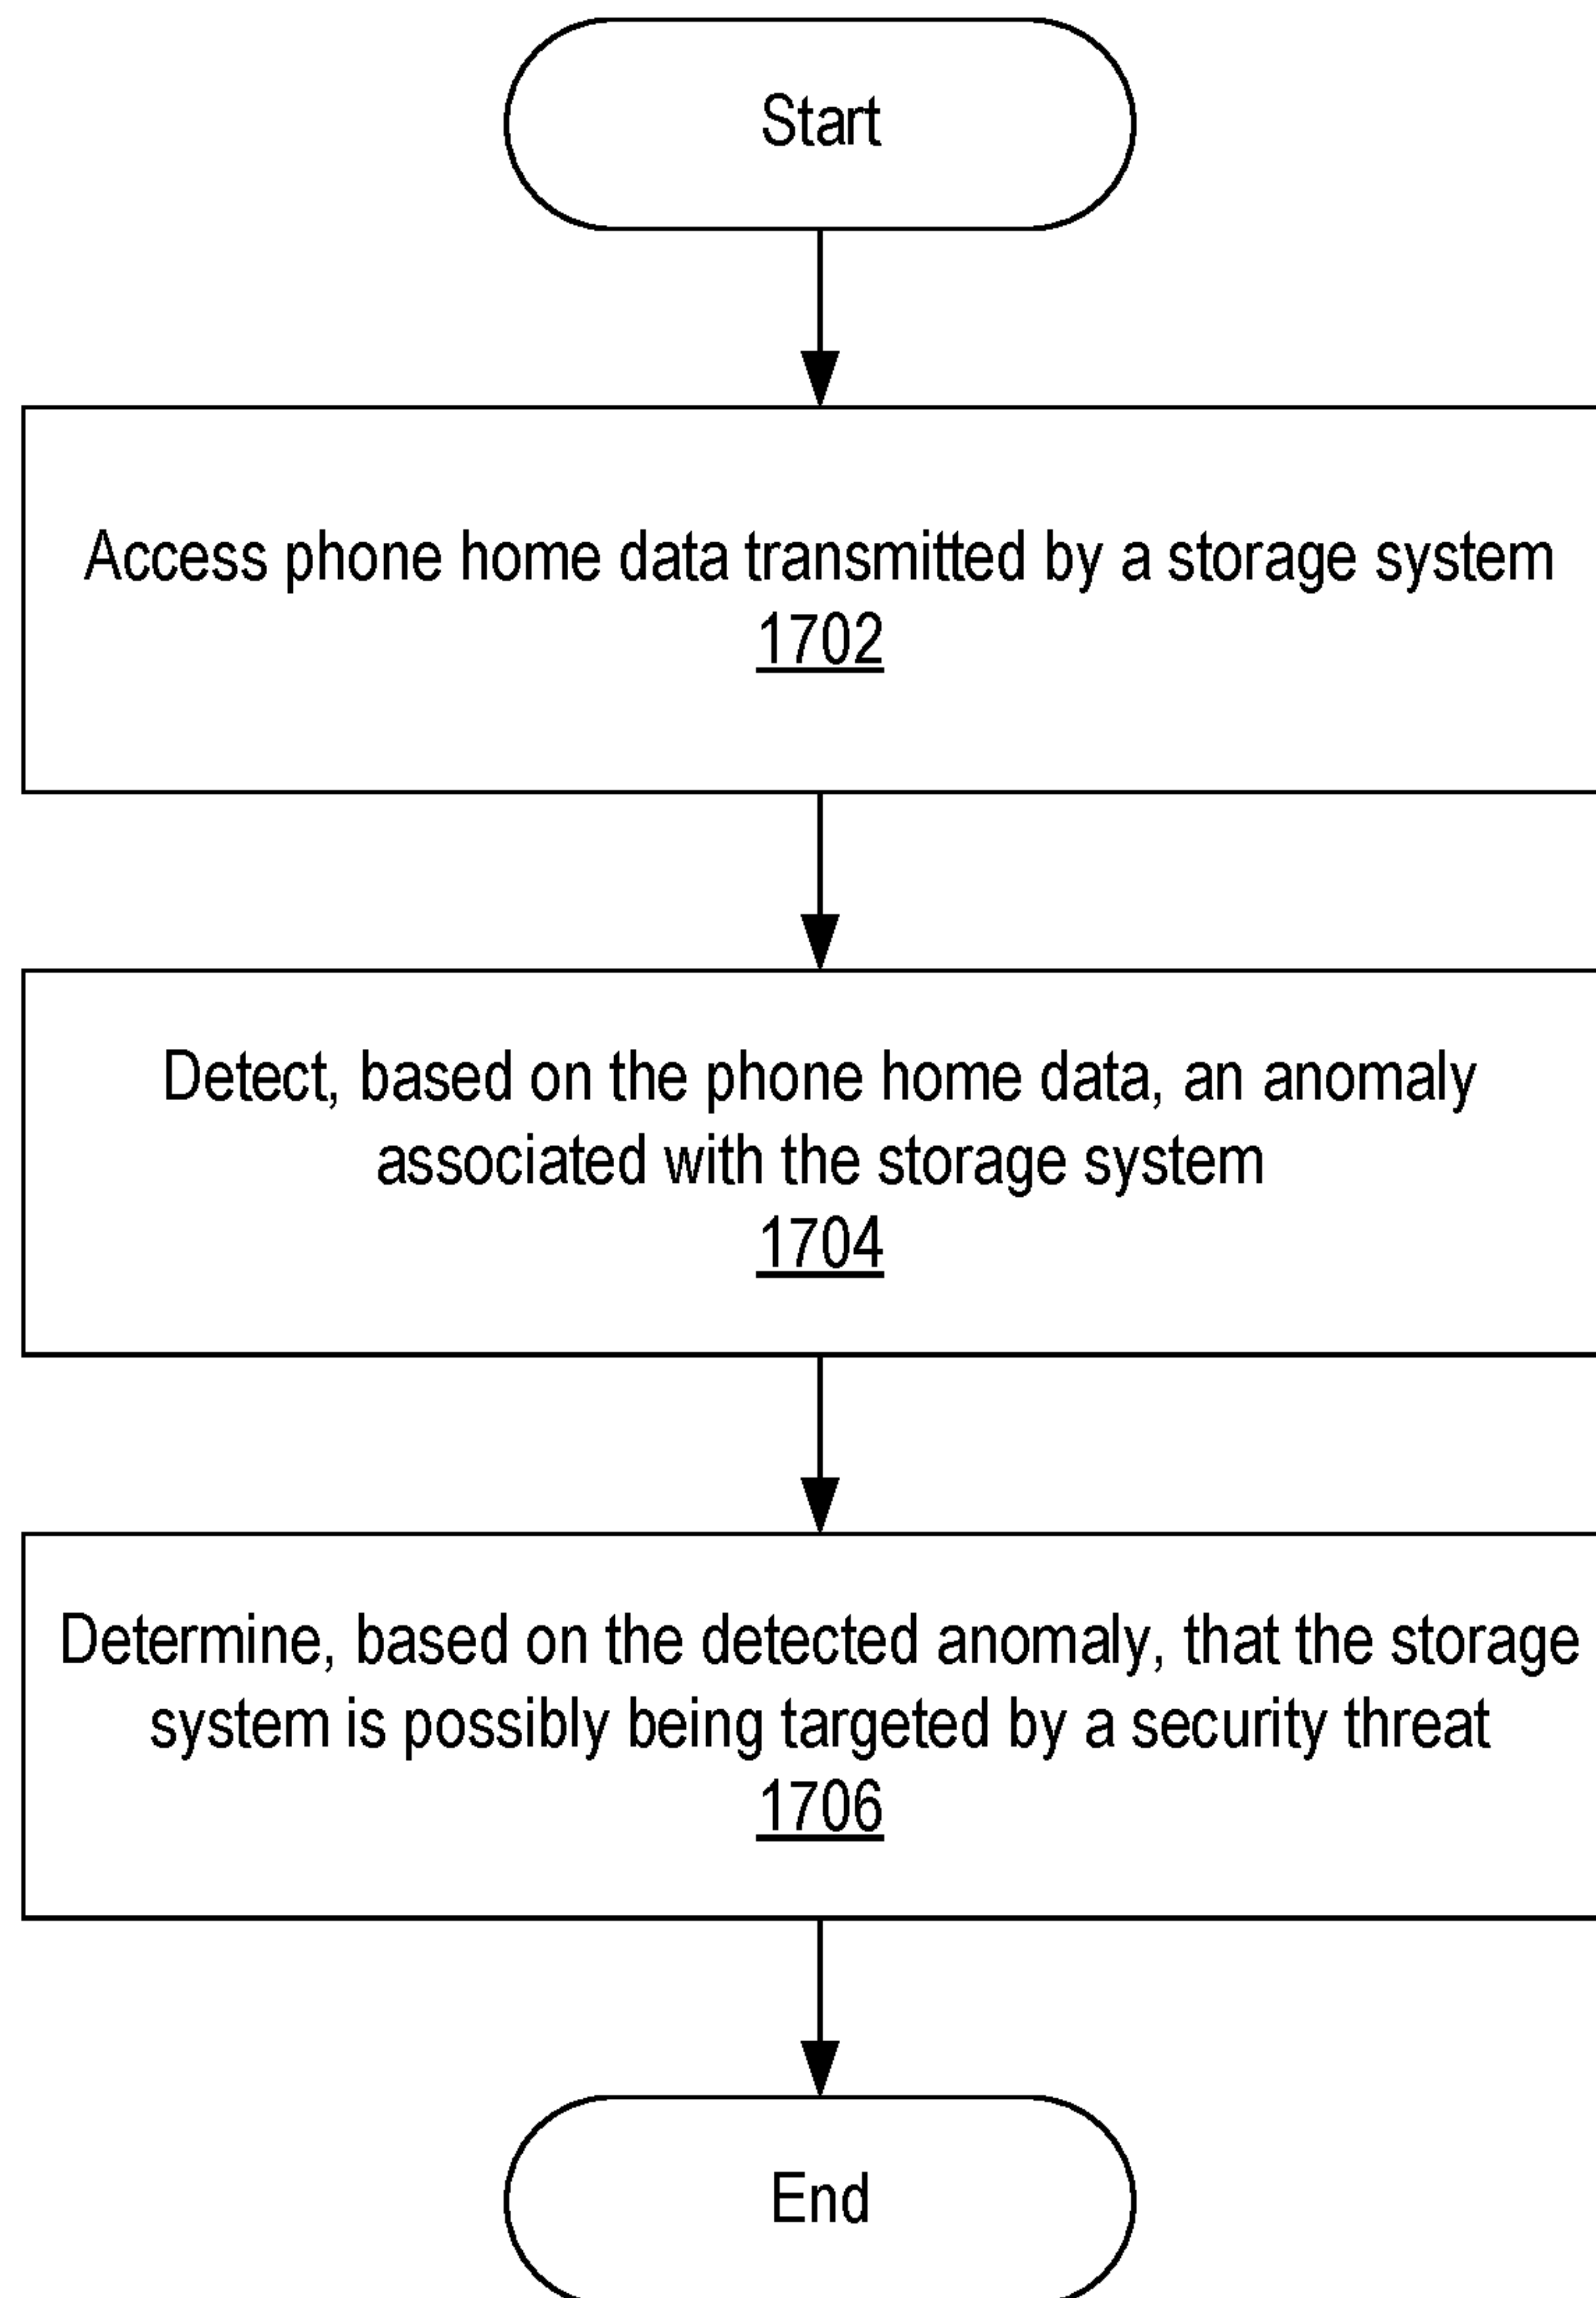 Start
Access phone home data transmitted by a storage system
1702
Detect, based on the phone home data, an anomaly
associated with the storage system
1704
Determine, based on the detected anomaly, that the storage
system is possibly being targeted by a security threat
1706
End